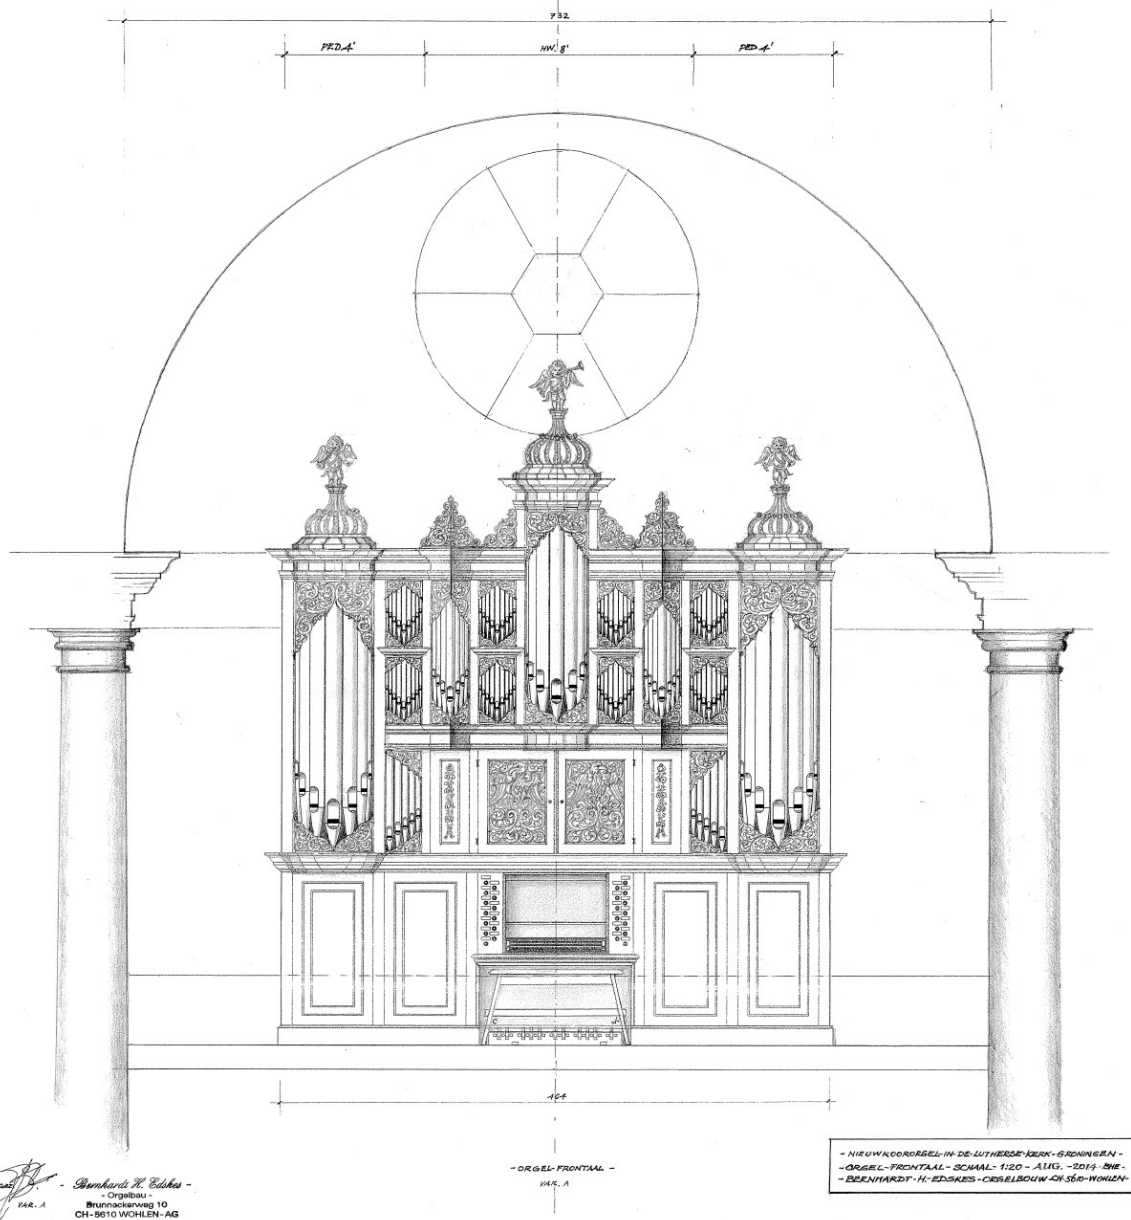 732
PED. 4' HW. 8' PED. 4'
464
- ORGEL-FRONTAAL -
VAR. A
- NIEUW KOORORGEL-IN-DE-LUTHERSE-KERK-GRONINGEN -
- ORGEL-FRONTAAL - SCHAAL - 1:20 - AUG. - 2014 - BHE -
- BERNHARDT-H.-EDSKES-ORGELBOUW-CH-5610-WOHLEN-
VAR. A
- Bernhardt H. Edskes -
- Orgelbau -
Brunnackerweg 10
CH-5610 WOHLEN-AG